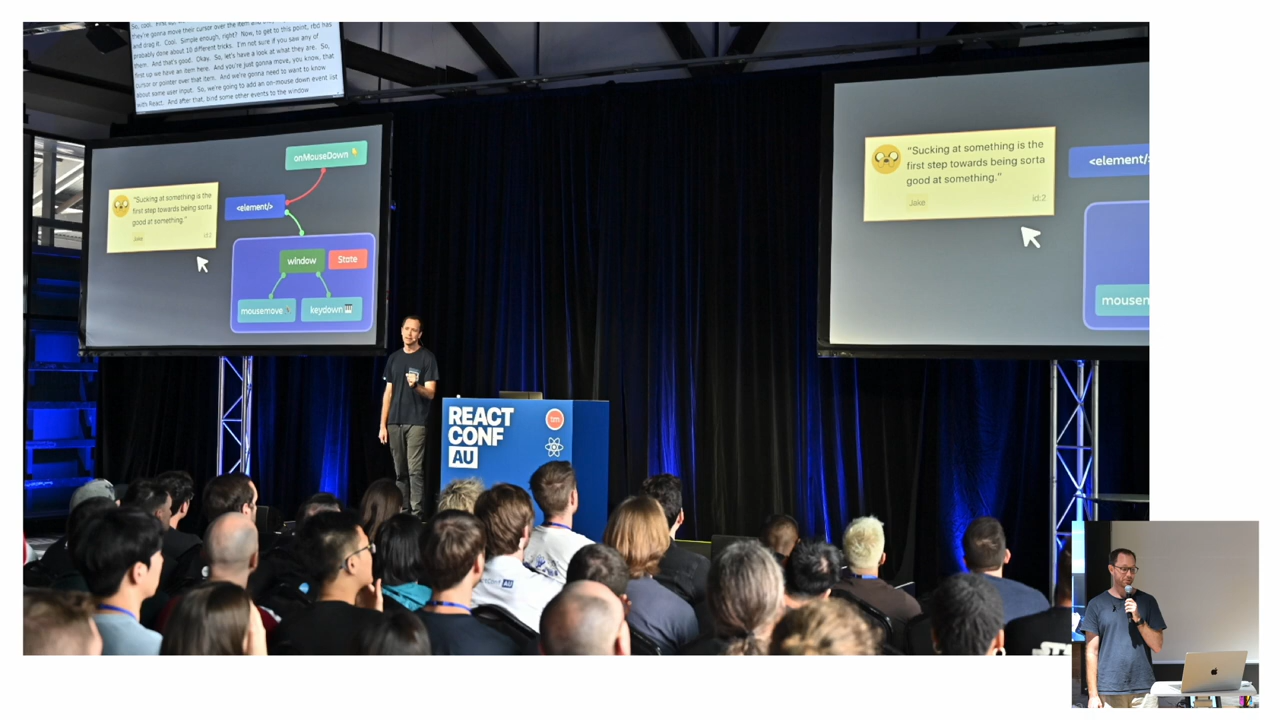 So, cool. First up,
they're gonna move their cursor over the item and
and drag it. Cool. Simple enough, right? Now, to get to this point, rbd has
probably done about 10 different tricks. I'm not sure if you saw any of
them. And that's good. Okay. So, let's have a look at what they are. So,
first up we have an item here. And you're just gonna move, you know, that
cursor or pointer over that item. And we're gonna need to want to know
about some user input. So, we're going to add an on-mouse down event list
with React. And after that, bind some other events to the window
onMouseDown
"Sucking at something is the
first step towards being sorta
good at something."
Jake
id:2
<element/>
window
State
mousemove
keydown
"Sucking at something is the
first step towards being sorta
good at something."
Jake
id:2
<element/>
mousem
REACT
CONF
AU
tm
AU